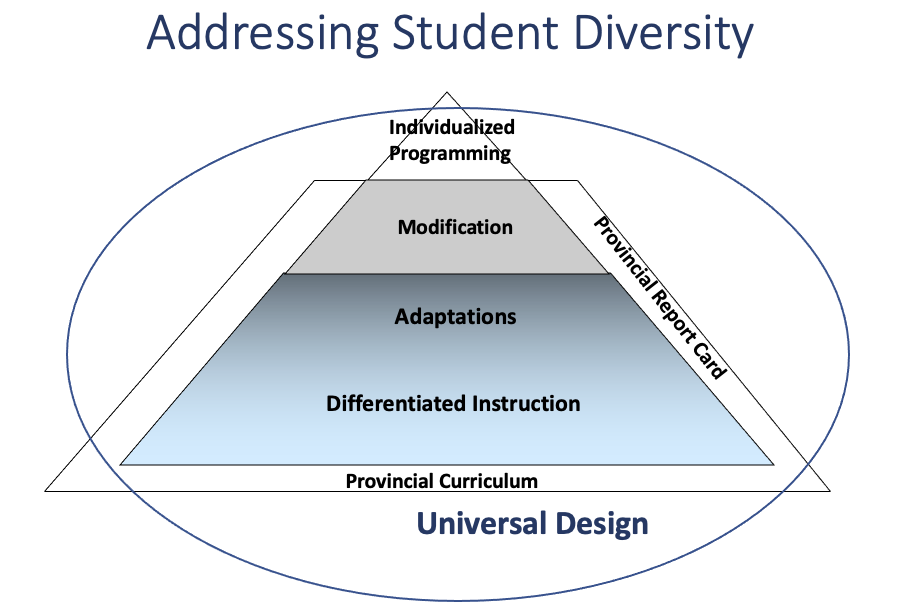 Addressing Student Diversity
Individualized
Programming
Modification
Provincial Report Card
Adaptations
Differentiated Instruction
Provincial Curriculum
Universal Design